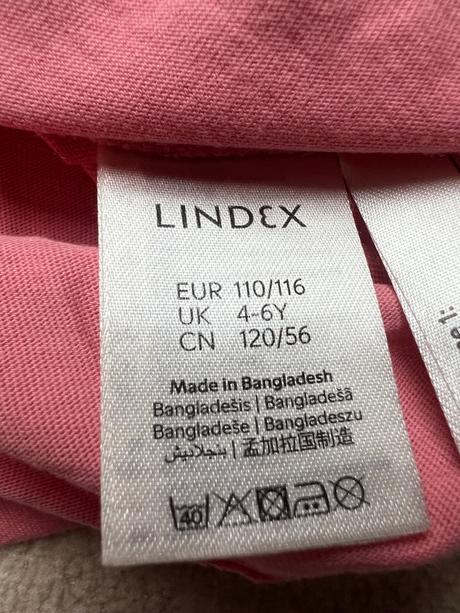 LINDEX
EUR 110/116
UK 4-6Y
CN 120/56
Made in Bangladesh
Bangladešis | Bangladešā
Bangladeše | Bangladeszu
بنجلاديش | 孟加拉国制造
40